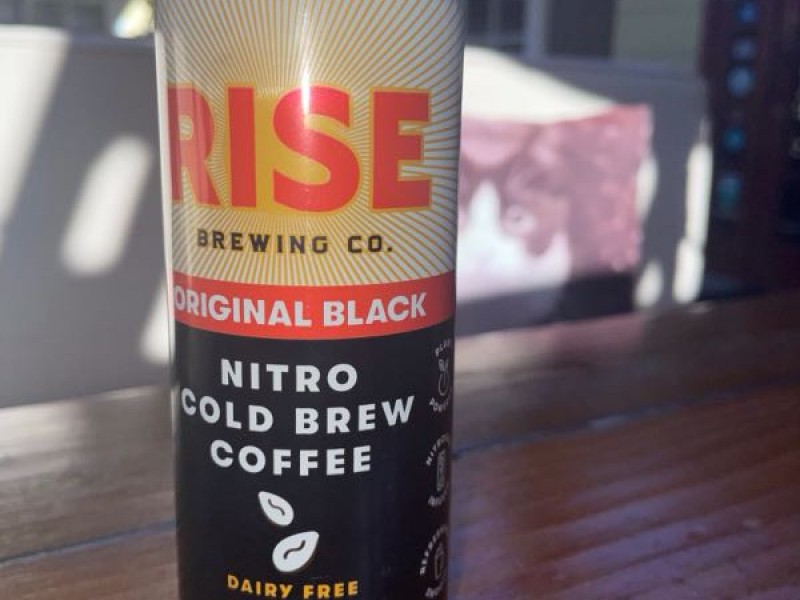 RISE
BREWING CO.
ORIGINAL BLACK
NITRO
COLD BREW
COFFEE
DAIRY FREE